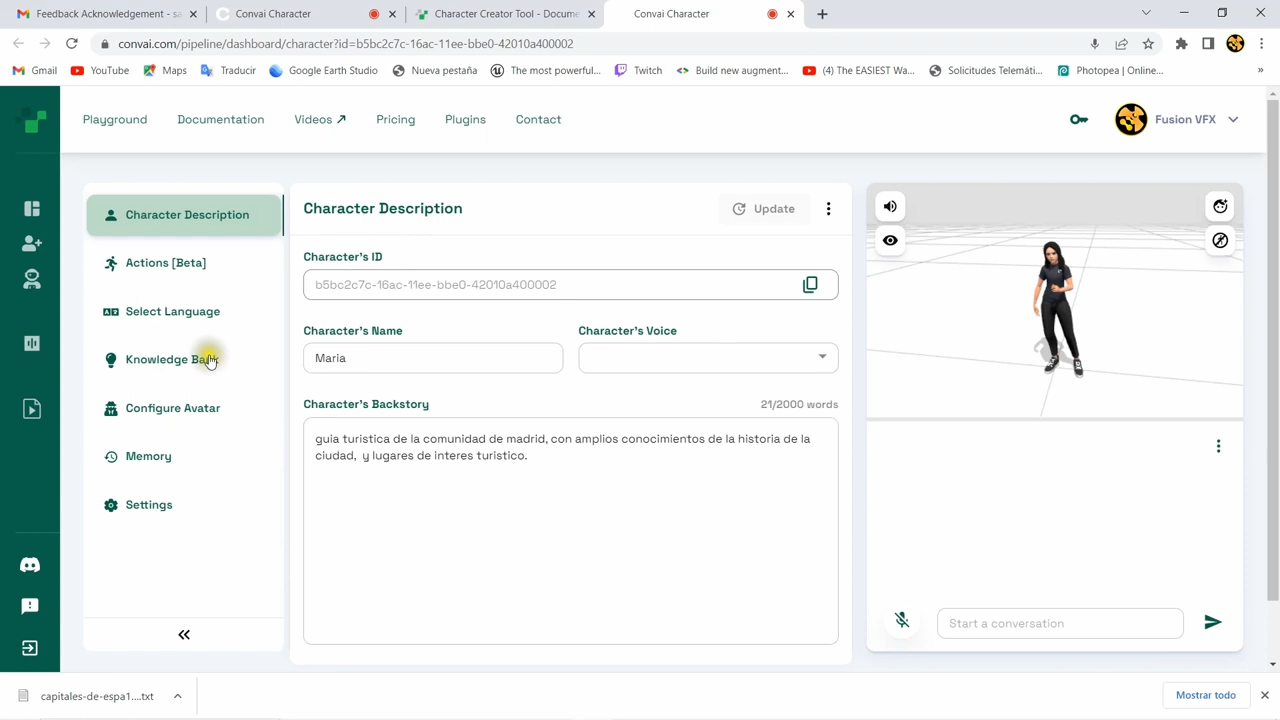 Feedback Acknowledgement - sa
Convai Character
Character Creator Tool - Docume
Convai Character
convai.com/pipeline/dashboard/character?id=b5bc2c7c-16ac-11ee-bbe0-42010a400002
Gmail
YouTube
Maps
Traducir
Google Earth Studio
Nueva pestaña
The most powerful...
Twitch
Build new augment...
(4) The EASIEST Wa...
Solicitudes Telemáti...
Photopea | Online...
Playground
Documentation
Videos
Pricing
Plugins
Contact
Fusion VFX
Character Description
Actions [Beta]
Select Language
Knowledge Bank
Configure Avatar
Memory
Settings
Character Description
Update
Character's ID
b5bc2c7c-16ac-11ee-bbe0-42010a400002
Character's Name
Character's Voice
Maria
Character's Backstory
21/2000 words
guia turistica de la comunidad de madrid, con amplios conocimientos de la historia de la
ciudad, y lugares de interes turistico.
Start a conversation
capitales-de-espa1....txt
Mostrar todo